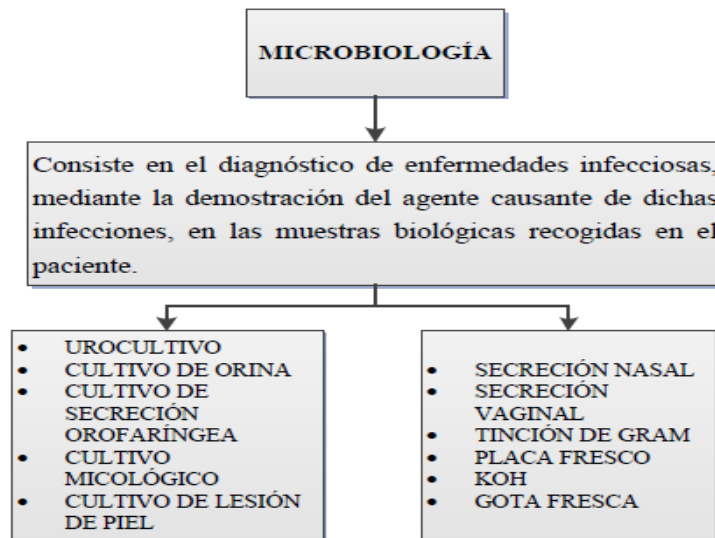 MICROBIOLOGÍA
Consiste en el diagnóstico de enfermedades infecciosas,
mediante la demostración del agente causante de dichas
infecciones, en las muestras biológicas recogidas en el
paciente.
• UROCULTIVO
• CULTIVO DE ORINA
• CULTIVO DE
SECRECIÓN
OROFARÍNGEA
• CULTIVO
MICOLÓGICO
• CULTIVO DE LESIÓN
DE PIEL
• SECRECIÓN NASAL
• SECRECIÓN
VAGINAL
• TINCIÓN DE GRAM
• PLACA FRESCO
• KOH
• GOTA FRESCA